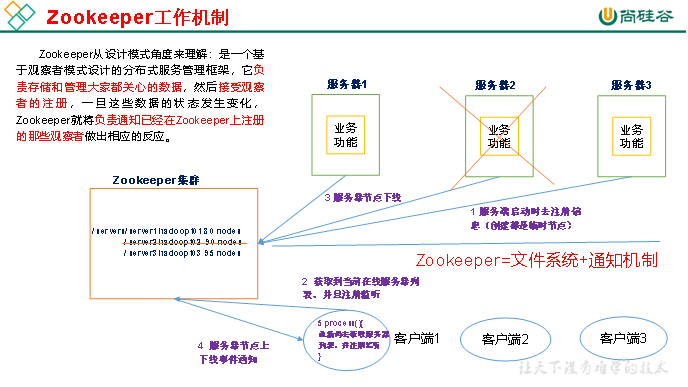 Zookeeper工作机制
尚硅谷
Zookeeper从设计模式角度来理解：是一个基
于观察者模式设计的分布式服务管理框架，它负
责存储和管理大家都关心的数据，然后接受观察
者的注册，一旦这些数据的状态发生变化，
Zookeeper就将负责通知已经在Zookeeper上注册
的那些观察者做出相应的反应。
服务器1
服务器2
服务器3
业务
功能
业务
功能
业务
功能
Zookeeper集群
3 服务器节点下线
1 服务端启动时去注册信
息（创建都是临时节点）
/servers/server1 hadoop101 80 nodes
/server2 hadoop102 90 nodes
/server3 hadoop103 95 nodes
Zookeeper=文件系统+通知机制
2 获取到当前在线服务器列
表，并且注册监听
5 process(){
重新再去获取服务器
列表，并注册监听
}
客户端1
客户端2
客户端3
4 服务器节点上
下线事件通知
让天下没有难学的技术